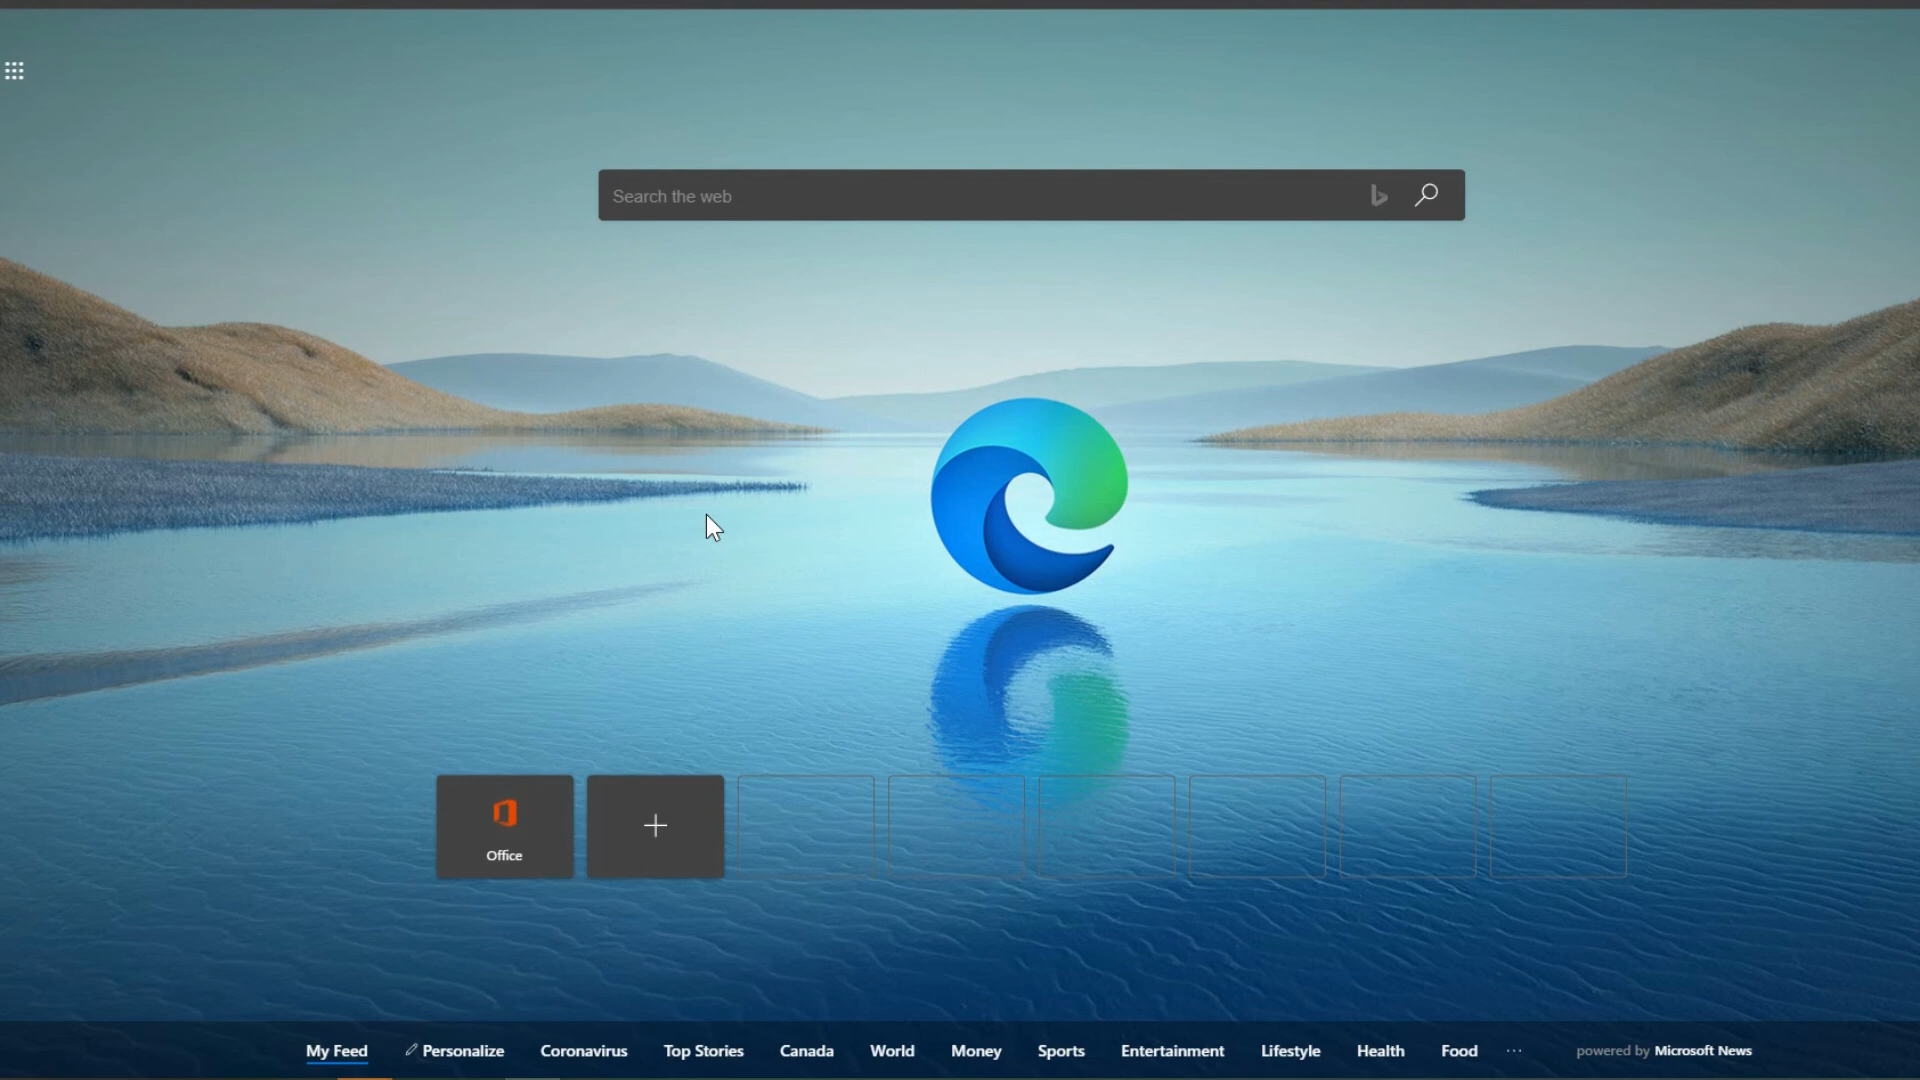 Search the web
Office
My Feed Personalize Coronavirus Top Stories Canada World Money Sports Entertainment Lifestyle Health Food ... powered by Microsoft News